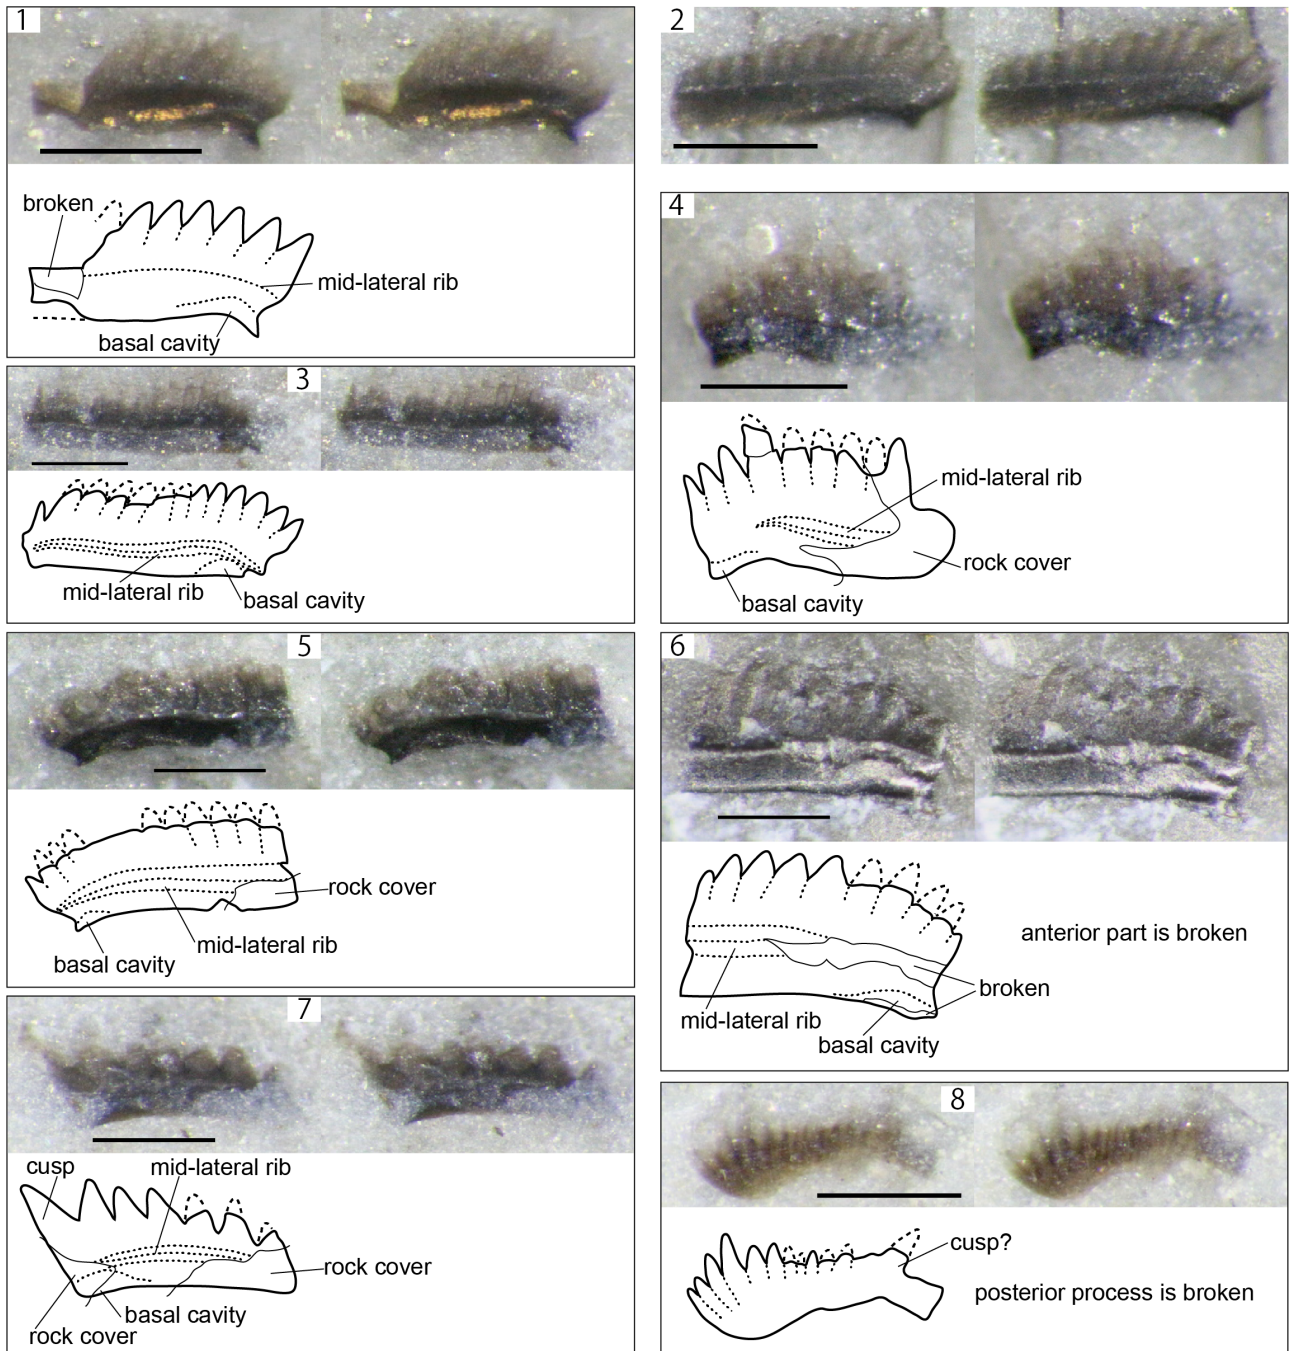 1
broken
mid-lateral rib
basal cavity
2
3
mid-lateral rib
basal cavity
4
mid-lateral rib
rock cover
basal cavity
5
rock cover
mid-lateral rib
basal cavity
6
anterior part is broken
broken
mid-lateral rib
basal cavity
7
cusp
mid-lateral rib
rock cover
basal cavity
rock cover
8
cusp?
posterior process is broken